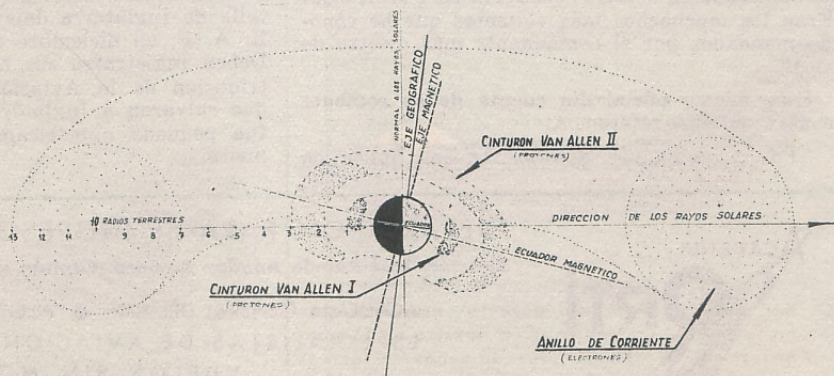 NORMAL A LOS RAYOS SOLARES
EJE GEOGRAFICO
EJE MAGNETICO
CINTURON VAN ALLEN II
(PROTONES)
10 RADIOS TERRESTRES
ECUADOR
DIRECCION DE LOS RAYOS SOLARES
13 12 11 9 8 7 6 5 4 3 2 1
ECUADOR MAGNETICO
CINTURON VAN ALLEN I
(PROTONES)
ANILLO DE CORRIENTE
(ELECTRONES)